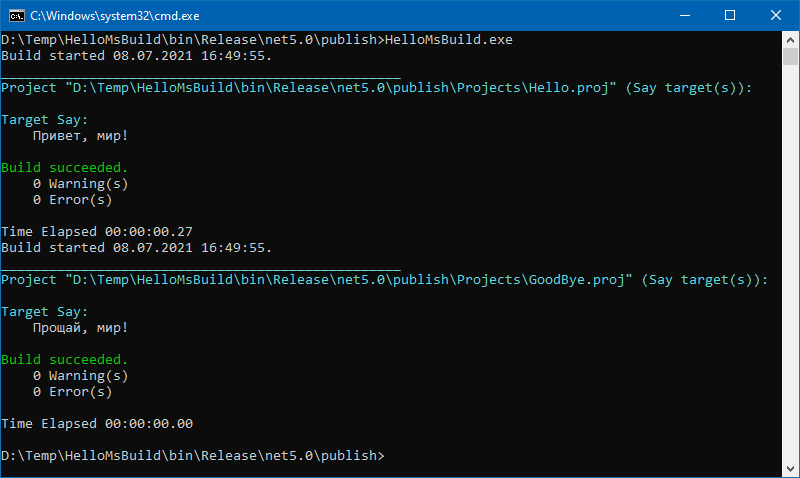 C:\Windows\system32\cmd.exe
D:\Temp\HelloMsBuild\bin\Release\net5.0\publish>HelloMsBuild.exe
Build started 08.07.2021 16:49:55.
__________________________________________________
Project "D:\Temp\HelloMsBuild\bin\Release\net5.0\publish\Projects\Hello.proj" (Say target(s)):
Target Say:
    Привет, мир!
Build succeeded.
    0 Warning(s)
    0 Error(s)
Time Elapsed 00:00:00.27
Build started 08.07.2021 16:49:55.
__________________________________________________
Project "D:\Temp\HelloMsBuild\bin\Release\net5.0\publish\Projects\GoodBye.proj" (Say target(s)):
Target Say:
    Прощай, мир!
Build succeeded.
    0 Warning(s)
    0 Error(s)
Time Elapsed 00:00:00.00
D:\Temp\HelloMsBuild\bin\Release\net5.0\publish>